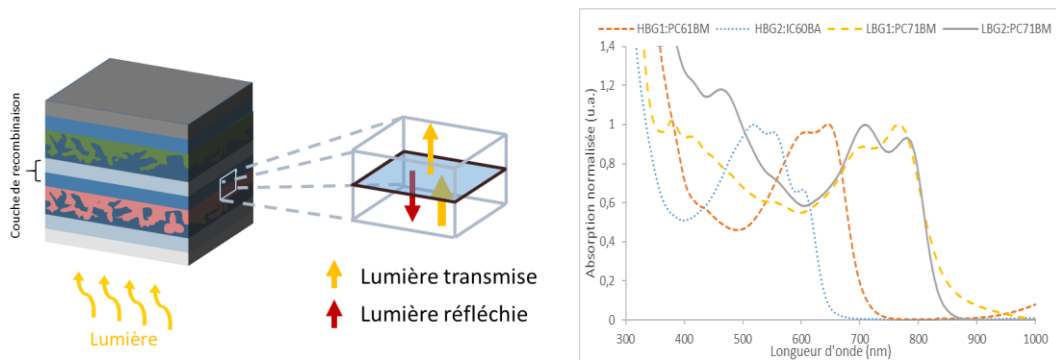 Couche de recombinaison
Lumière
Lumière transmise
Lumière réfléchie
HBG1:PC61BM HBG2:IC60BA LBG1:PC71BM LBG2:PC71BM
Absorption normalisée (u.a.)
1,4
1,2
1
0,8
0,6
0,4
0,2
0
300 400 500 600 700 800 900 1000
Longueur d'onde (nm)